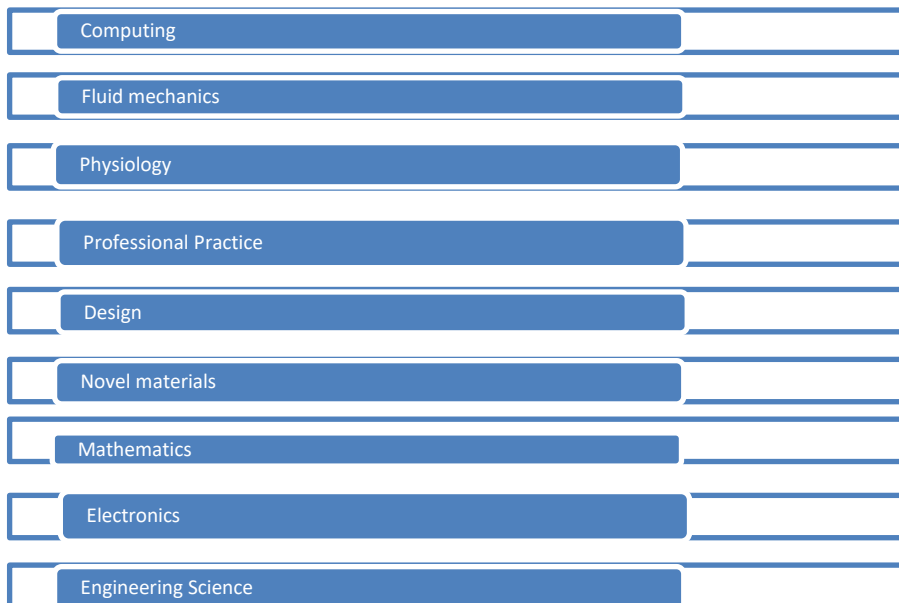 Computing
Fluid mechanics
Physiology
Professional Practice
Design
Novel materials
Mathematics
Electronics
Engineering Science